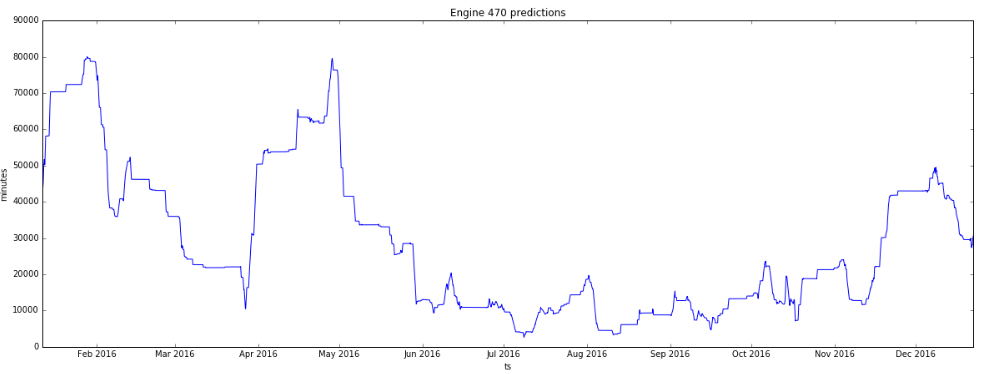 Engine 470 predictions
90000
80000
70000
60000
50000
40000
30000
20000
10000
0
minutes
Feb 2016 Mar 2016 Apr 2016 May 2016 Jun 2016 Jul 2016 Aug 2016 Sep 2016 Oct 2016 Nov 2016 Dec 2016
ts